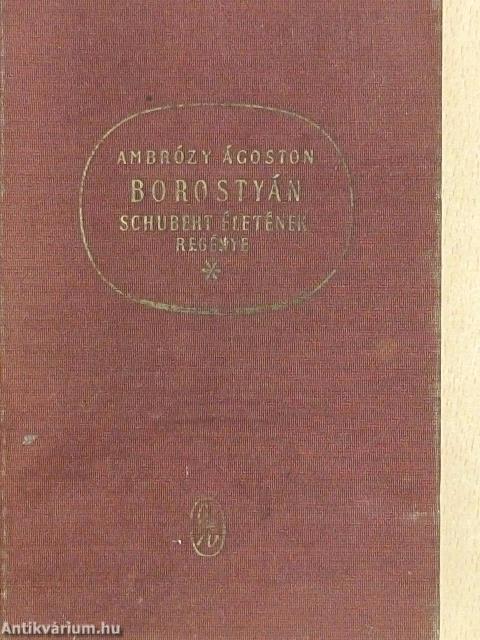 AMBRÓZY ÁGOSTON
BOROSTYÁN
SCHUBERT ÉLETÉNEK
REGÉNYE
*
Antikvárium.hu